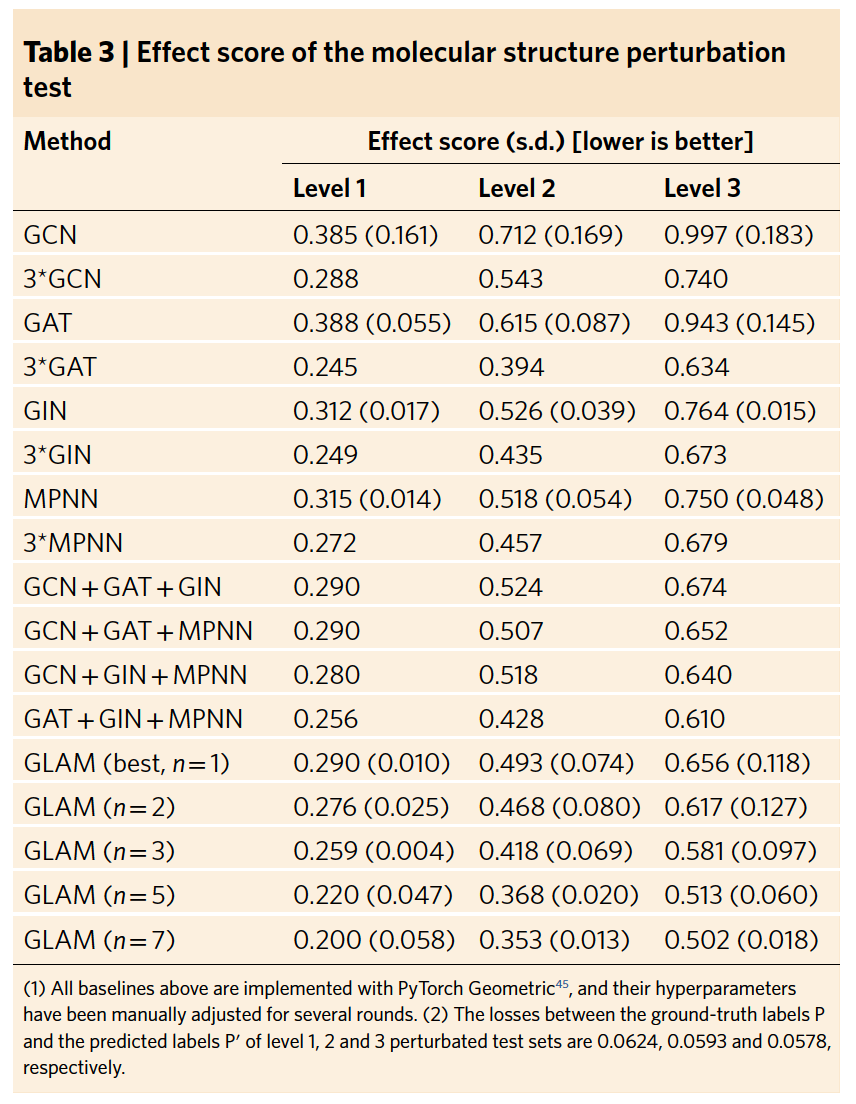 Table 3 | Effect score of the molecular structure perturbation
test
Method Effect score (s.d.) [lower is better]
Level 1 Level 2 Level 3
GCN 0.385 (0.161) 0.712 (0.169) 0.997 (0.183)
3*GCN 0.288 0.543 0.740
GAT 0.388 (0.055) 0.615 (0.087) 0.943 (0.145)
3*GAT 0.245 0.394 0.634
GIN 0.312 (0.017) 0.526 (0.039) 0.764 (0.015)
3*GIN 0.249 0.435 0.673
MPNN 0.315 (0.014) 0.518 (0.054) 0.750 (0.048)
3*MPNN 0.272 0.457 0.679
GCN + GAT + GIN 0.290 0.524 0.674
GCN + GAT + MPNN 0.290 0.507 0.652
GCN + GIN + MPNN 0.280 0.518 0.640
GAT + GIN + MPNN 0.256 0.428 0.610
GLAM (best, n = 1) 0.290 (0.010) 0.493 (0.074) 0.656 (0.118)
GLAM (n = 2) 0.276 (0.025) 0.468 (0.080) 0.617 (0.127)
GLAM (n = 3) 0.259 (0.004) 0.418 (0.069) 0.581 (0.097)
GLAM (n = 5) 0.220 (0.047) 0.368 (0.020) 0.513 (0.060)
GLAM (n = 7) 0.200 (0.058) 0.353 (0.013) 0.502 (0.018)
(1) All baselines above are implemented with PyTorch Geometric⁴⁵, and their hyperparameters
have been manually adjusted for several rounds. (2) The losses between the ground-truth labels P
and the predicted labels P′ of level 1, 2 and 3 perturbated test sets are 0.0624, 0.0593 and 0.0578,
respectively.